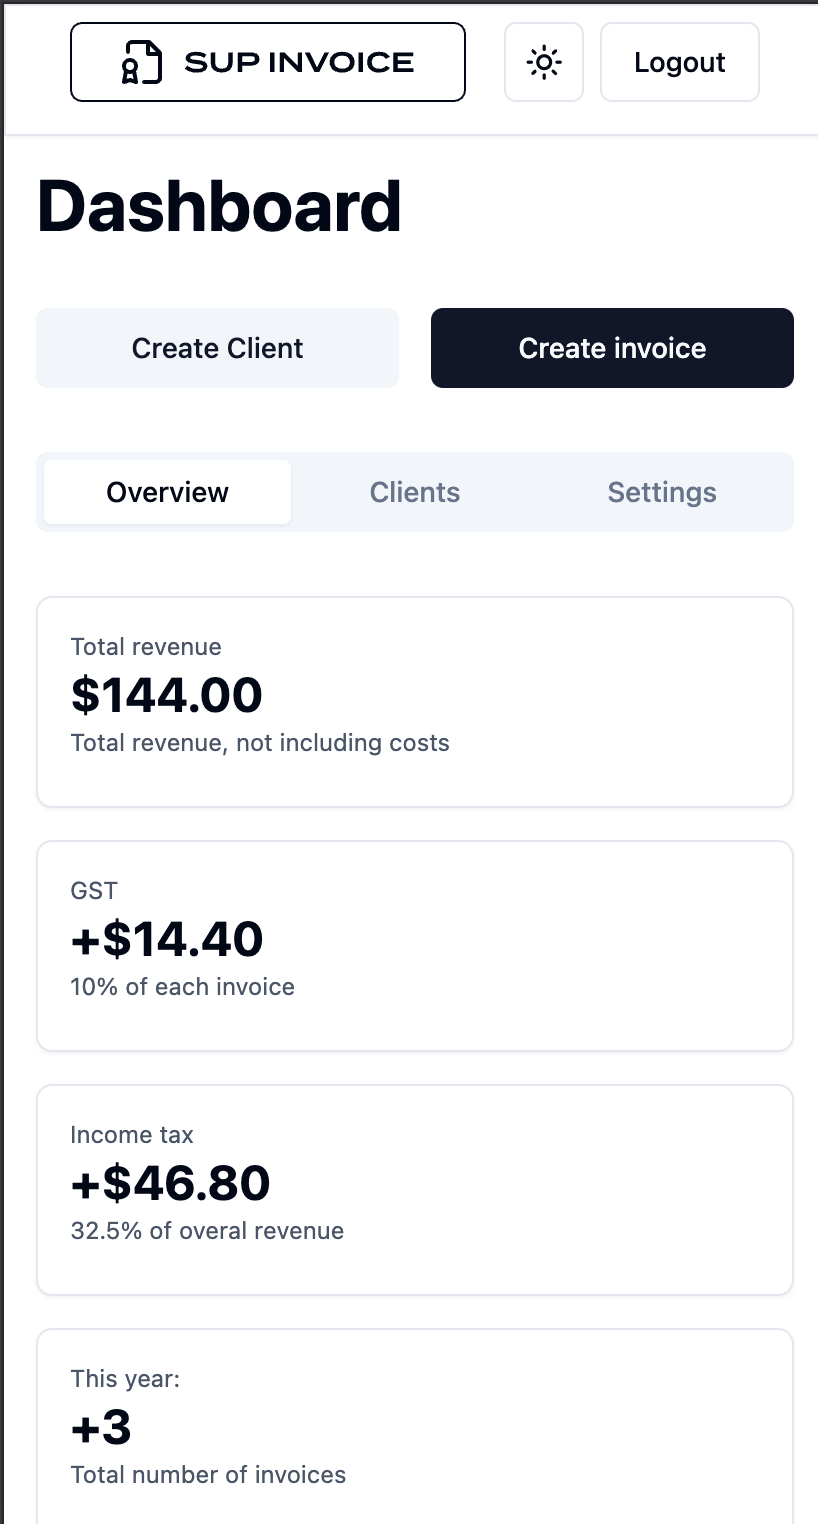 SUP INVOICE
Logout
Dashboard
Create Client
Create invoice
Overview
Clients
Settings
Total revenue
$144.00
Total revenue, not including costs
GST
+$14.40
10% of each invoice
Income tax
+$46.80
32.5% of overal revenue
This year:
+3
Total number of invoices